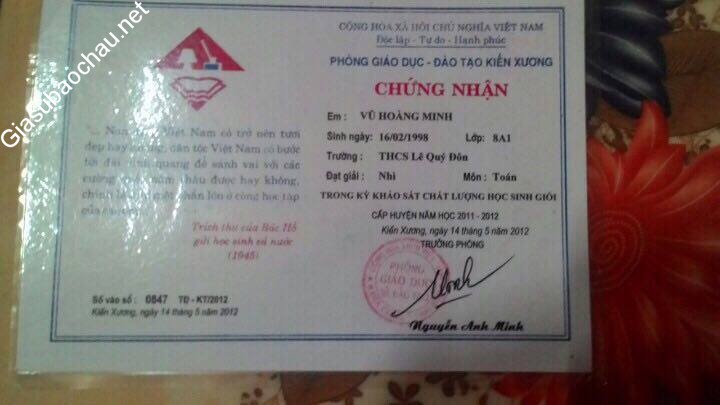 Giasubaochau.net
"... Non Việt Nam có trở nên tươi
đẹp hay không, dân tộc Việt Nam có bước
tới đài vinh quang để sánh vai với các
cường quốc năm châu được hay không,
chính là nhờ một phần lớn ở công học tập
của các em"
Trích thư của Bác Hồ
gửi học sinh cả nước
(1945)
Số vào sổ : 0847 TĐ - KT/2012
Kiến Xương, ngày 14 tháng 5 năm 2012
CỘNG HÒA XÃ HỘI CHỦ NGHĨA VIỆT NAM
Độc lập - Tự do - Hạnh phúc
PHÒNG GIÁO DỤC - ĐÀO TẠO KIẾN XƯƠNG
CHỨNG NHẬN
Em : VŨ HOÀNG MINH
Sinh ngày: 16/02/1998 Lớp: 8A1
Trường : THCS Lê Quý Đôn
Đạt giải : Nhì Môn : Toán
TRONG KỲ KHẢO SÁT CHẤT LƯỢNG HỌC SINH GIỎI
CẤP HUYỆN NĂM HỌC 2011 - 2012
Kiến Xương, ngày 14 tháng 5 năm 2012
TRƯỞNG PHÒNG
PHÒNG
GIÁO DỤC
Nguyễn Anh Minh